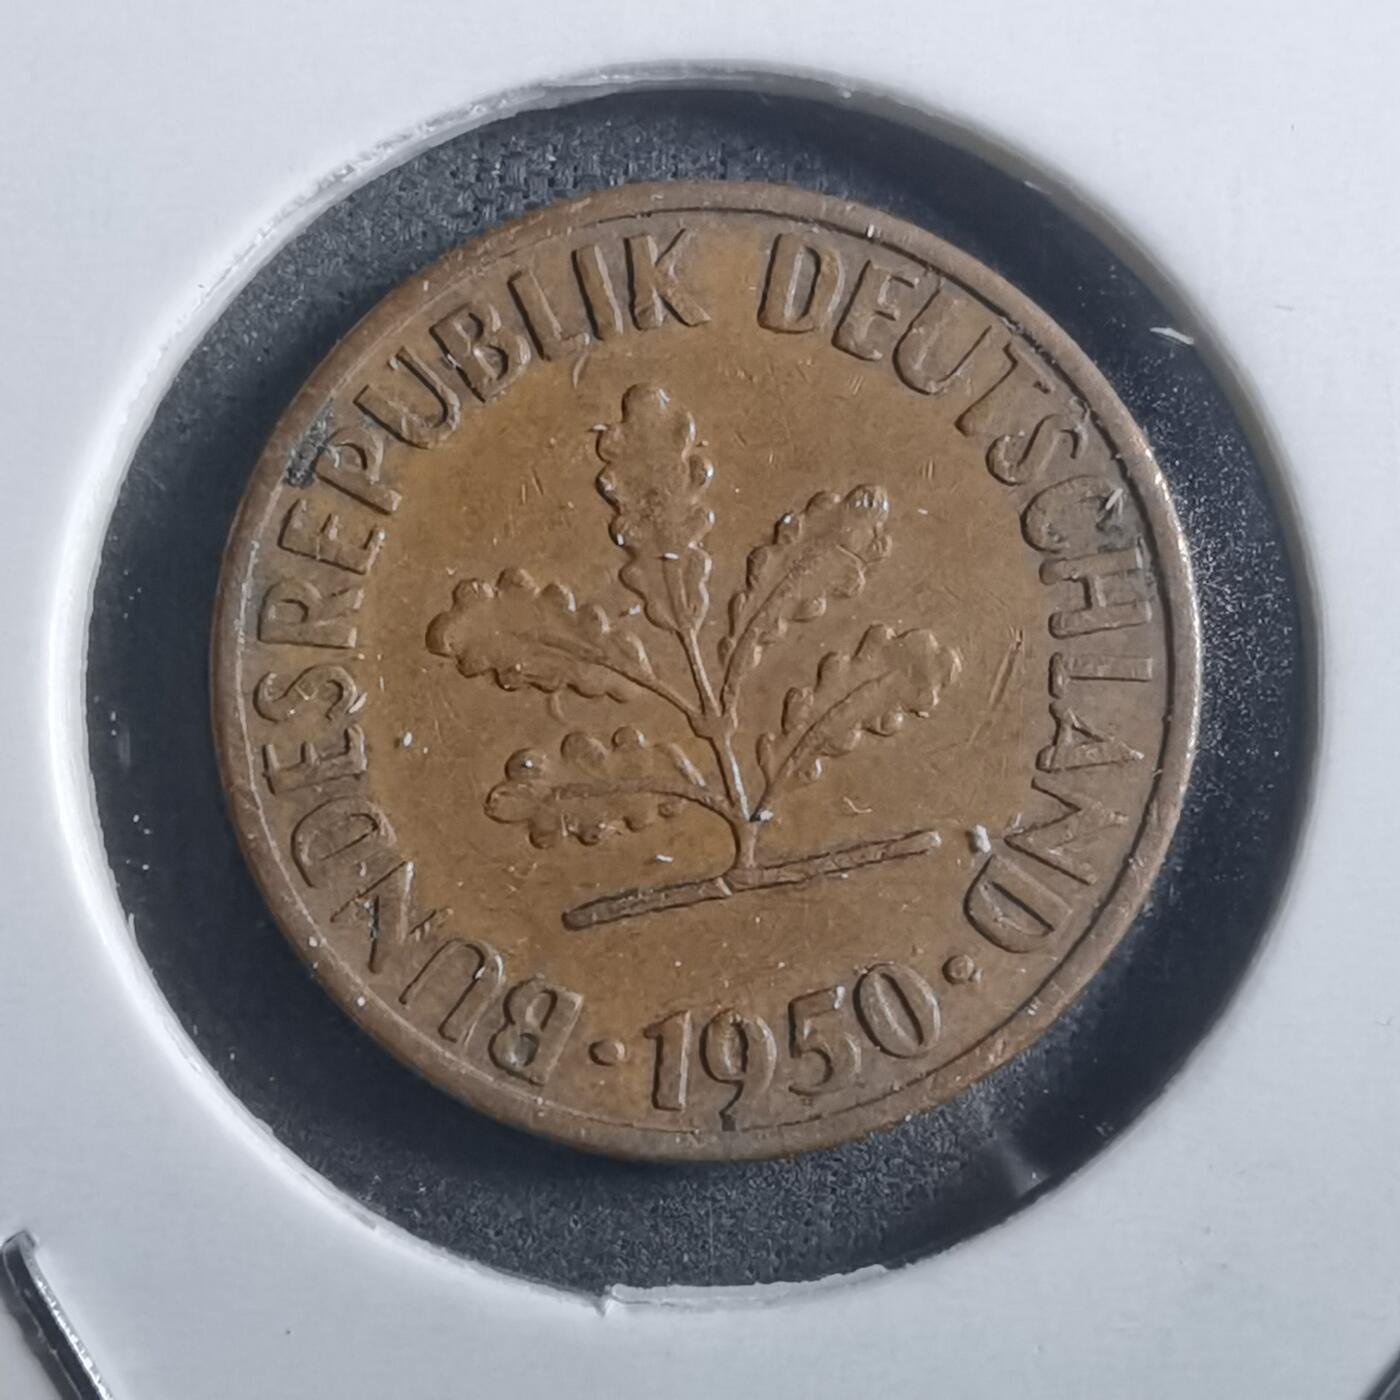 BUNDESREPUBLIK DEUTSCHLAND
· 1950 ·